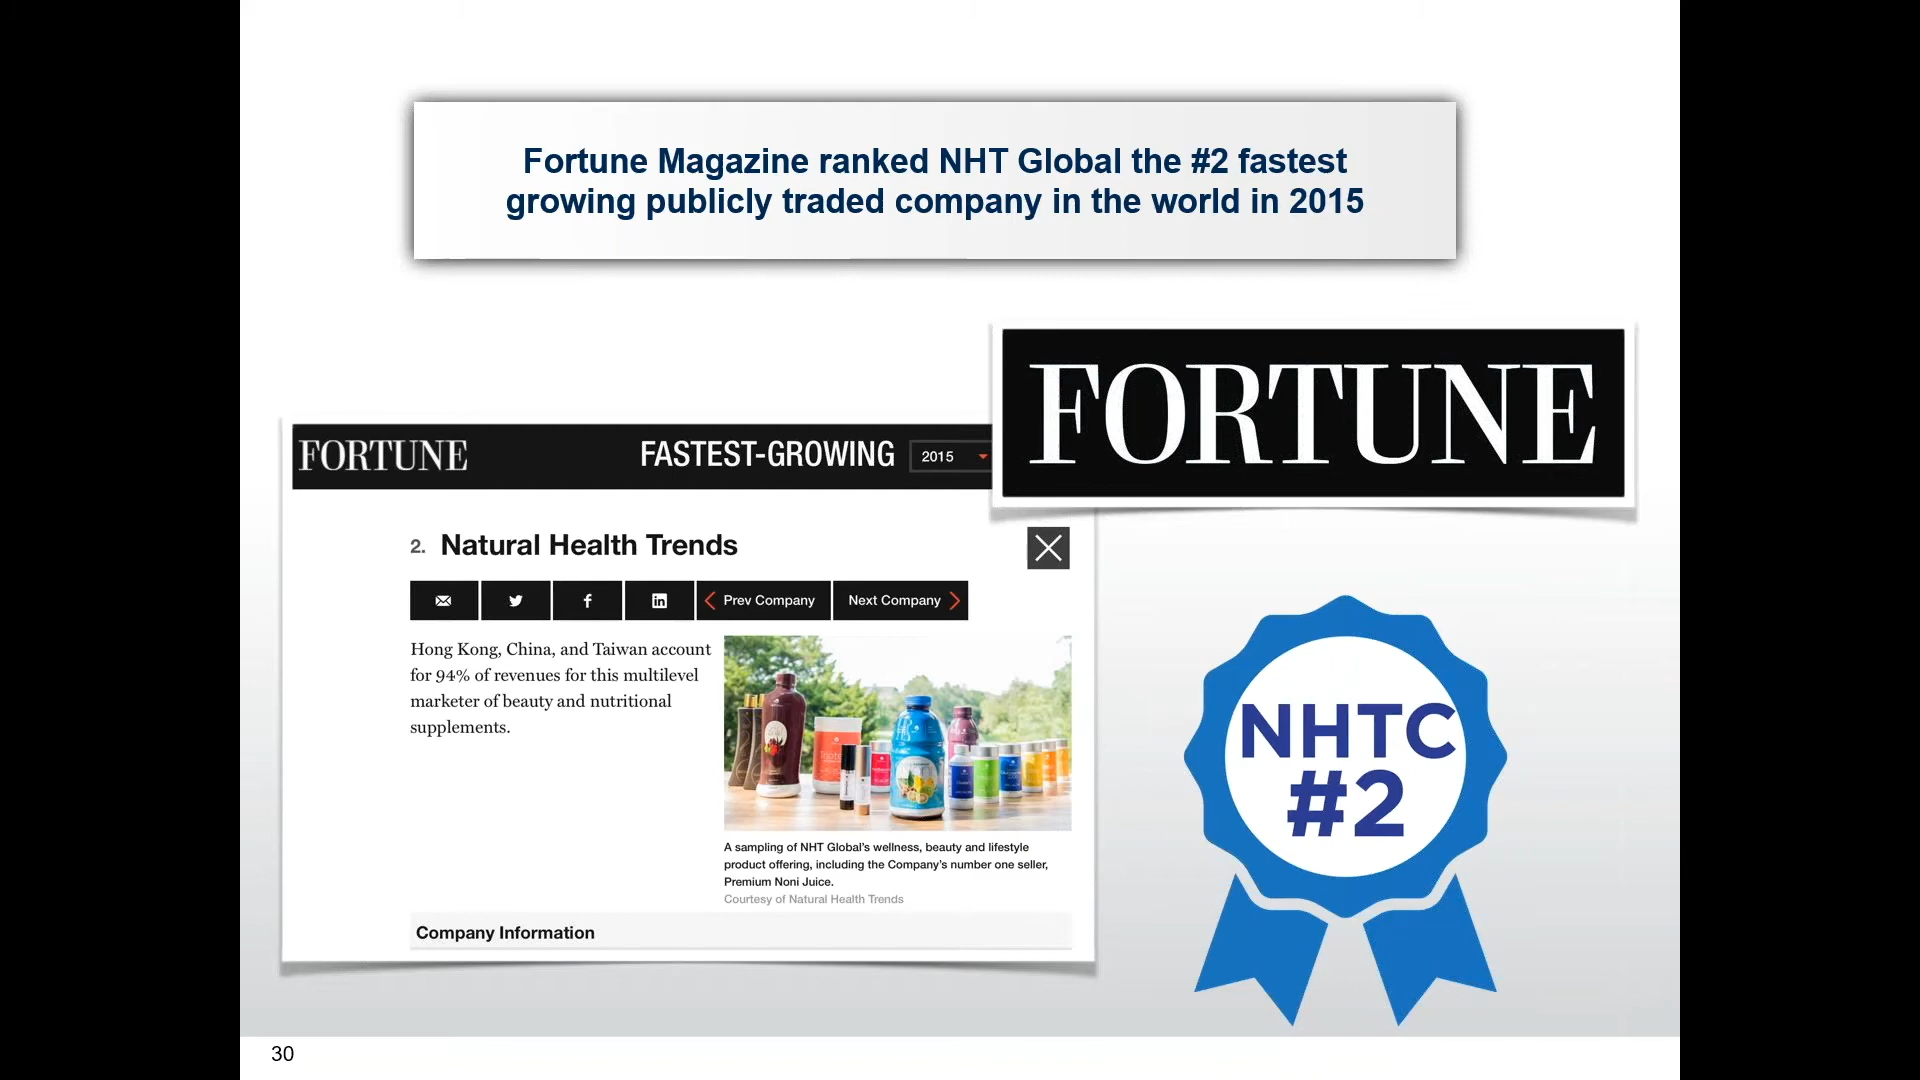 Fortune Magazine ranked NHT Global the #2 fastest
growing publicly traded company in the world in 2015
FORTUNE
FORTUNE
FASTEST-GROWING
2015
2. Natural Health Trends
Prev Company
Next Company
Hong Kong, China, and Taiwan account
for 94% of revenues for this multilevel
marketer of beauty and nutritional
supplements.
A sampling of NHT Global's wellness, beauty and lifestyle
product offering, including the Company's number one seller,
Premium Noni Juice.
Courtesy of Natural Health Trends
Company Information
NHTC
#2
30